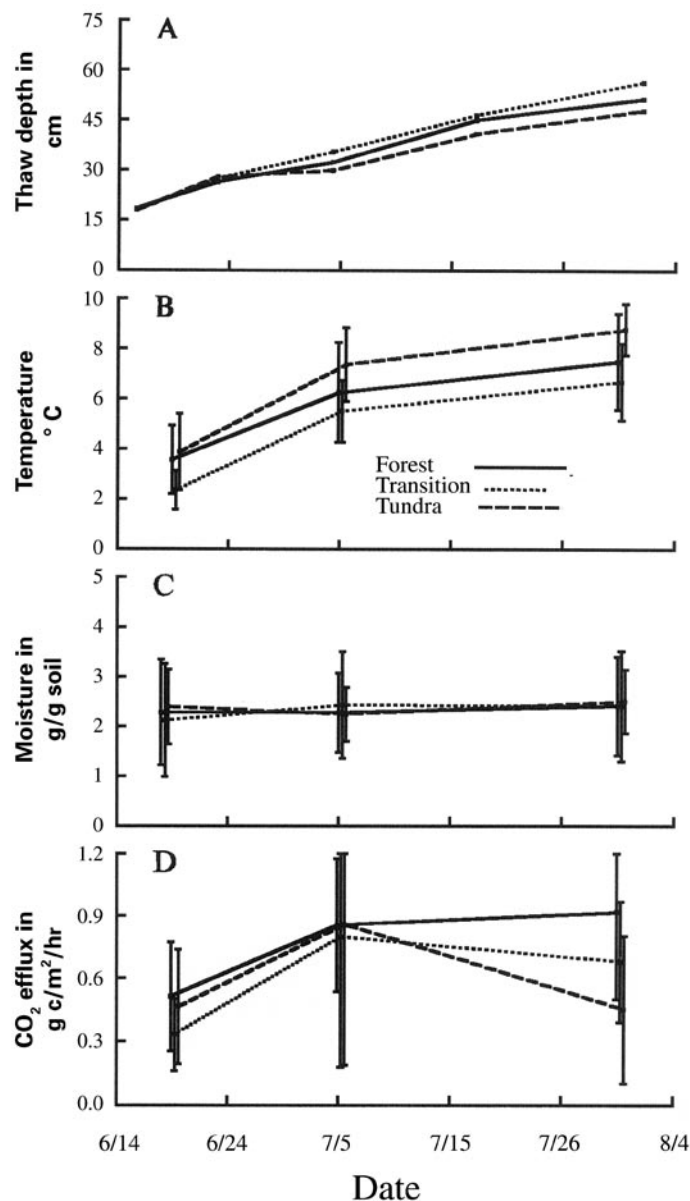 A
75
60
45
30
15
0
Thaw depth in
cm
B
10
8
6
4
2
0
Temperature
° C
Forest
Transition
Tundra
C
5
4
3
2
1
0
Moisture in
g/g soil
D
1.2
0.9
0.6
0.3
0.0
CO₂ efflux in
g c/m²/hr
6/14 6/24 7/5 7/15 7/26 8/4
Date